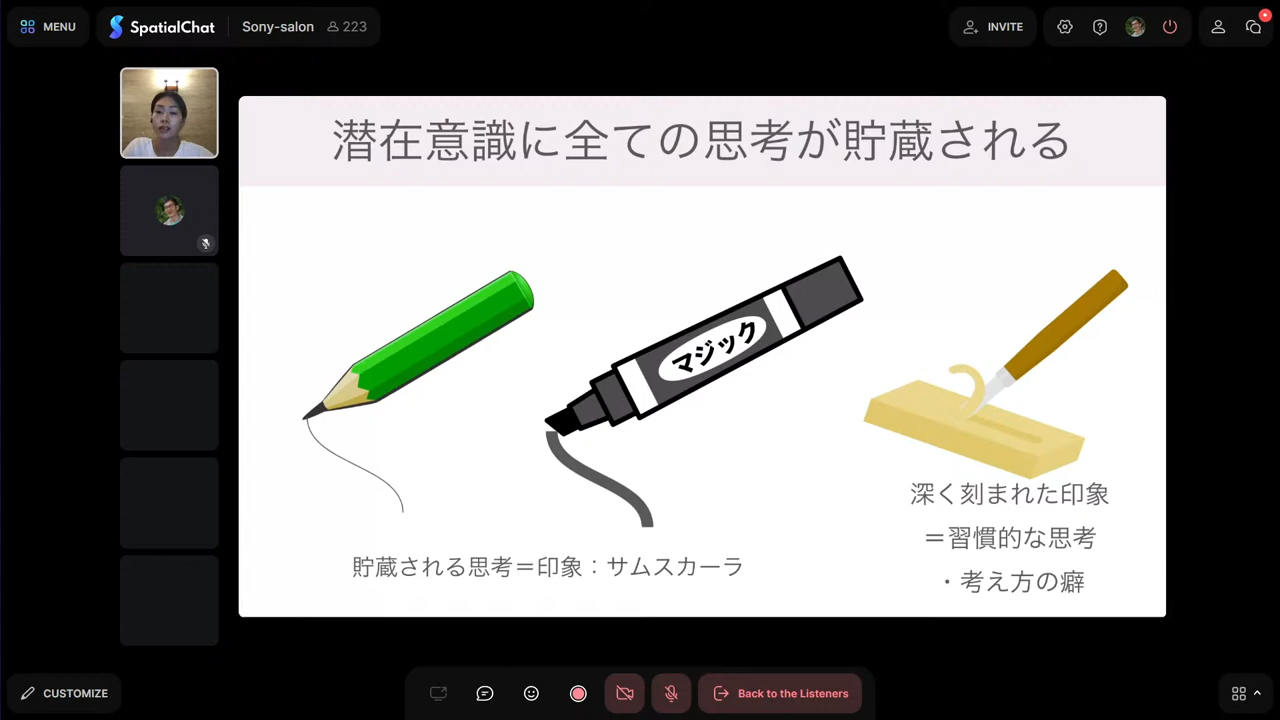 MENU
SpatialChat
Sony-salon
223
INVITE
潜在意識に全ての思考が貯蔵される
マジック
深く刻まれた印象
＝習慣的な思考
・考え方の癖
貯蔵される思考＝印象：サムスカーラ
CUSTOMIZE
Back to the Listeners